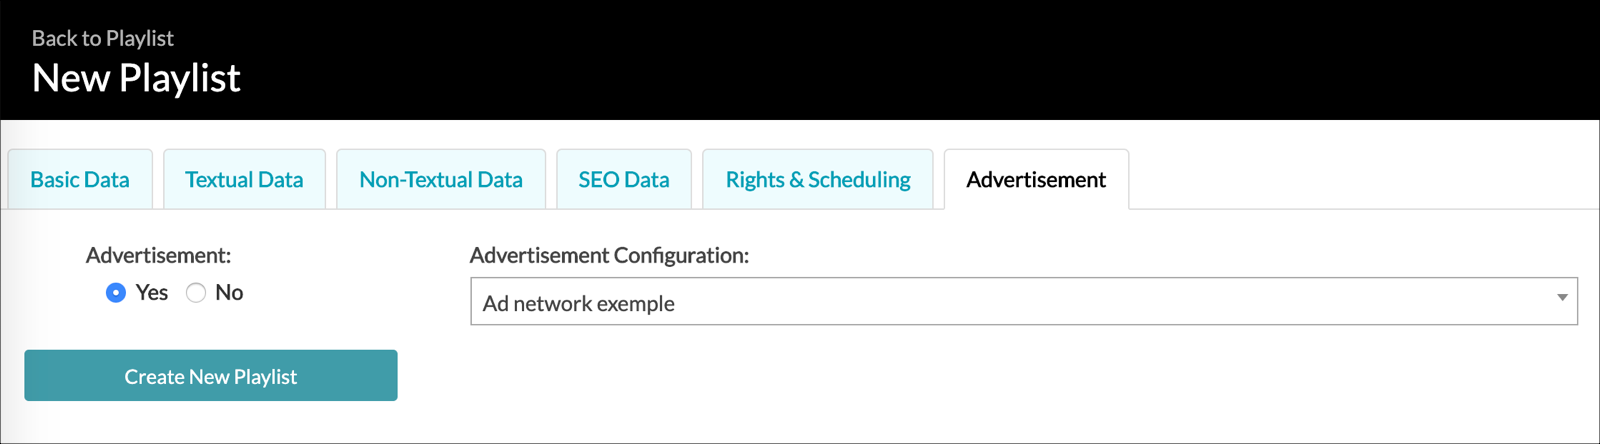 Back to Playlist
New Playlist
Basic Data
Textual Data
Non-Textual Data
SEO Data
Rights & Scheduling
Advertisement
Advertisement:
Yes
No
Advertisement Configuration:
Ad network exemple
Create New Playlist